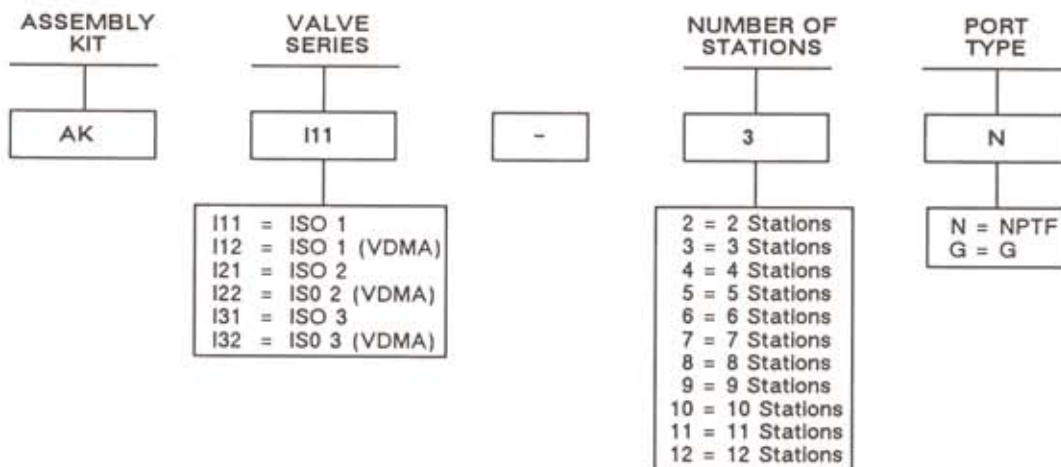 ASSEMBLY KIT
VALVE SERIES
NUMBER OF STATIONS
PORT TYPE
AK
I11
-
3
N
I11 = ISO 1
I12 = ISO 1 (VDMA)
I21 = ISO 2
I22 = IS0 2 (VDMA)
I31 = ISO 3
I32 = IS0 3 (VDMA)
2 = 2 Stations
3 = 3 Stations
4 = 4 Stations
5 = 5 Stations
6 = 6 Stations
7 = 7 Stations
8 = 8 Stations
9 = 9 Stations
10 = 10 Stations
11 = 11 Stations
12 = 12 Stations
N = NPTF
G = G